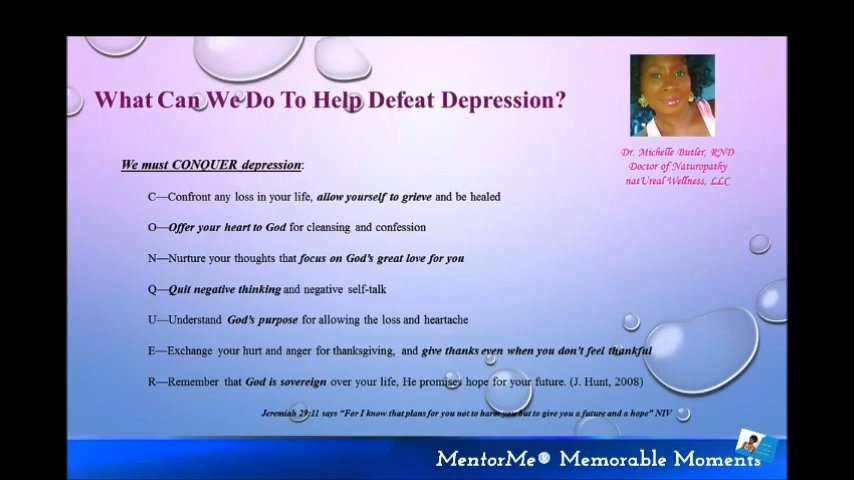 What Can We Do To Help Defeat Depression?
Dr. Michelle Butler, RND
Doctor of Naturopathy
natUreal Wellness, LLC
We must CONQUER depression:
C—Confront any loss in your life, allow yourself to grieve and be healed
O—Offer your heart to God for cleansing and confession
N—Nurture your thoughts that focus on God's great love for you
Q—Quit negative thinking and negative self-talk
U—Understand God's purpose for allowing the loss and heartache
E—Exchange your hurt and anger for thanksgiving, and give thanks even when you don't feel thankful
R—Remember that God is sovereign over your life, He promises hope for your future. (J. Hunt, 2008)
Jeremiah 29:11 says "For I know that plans for you not to harm you but to give you a future and a hope" NIV
MentorMe® Memorable Moments